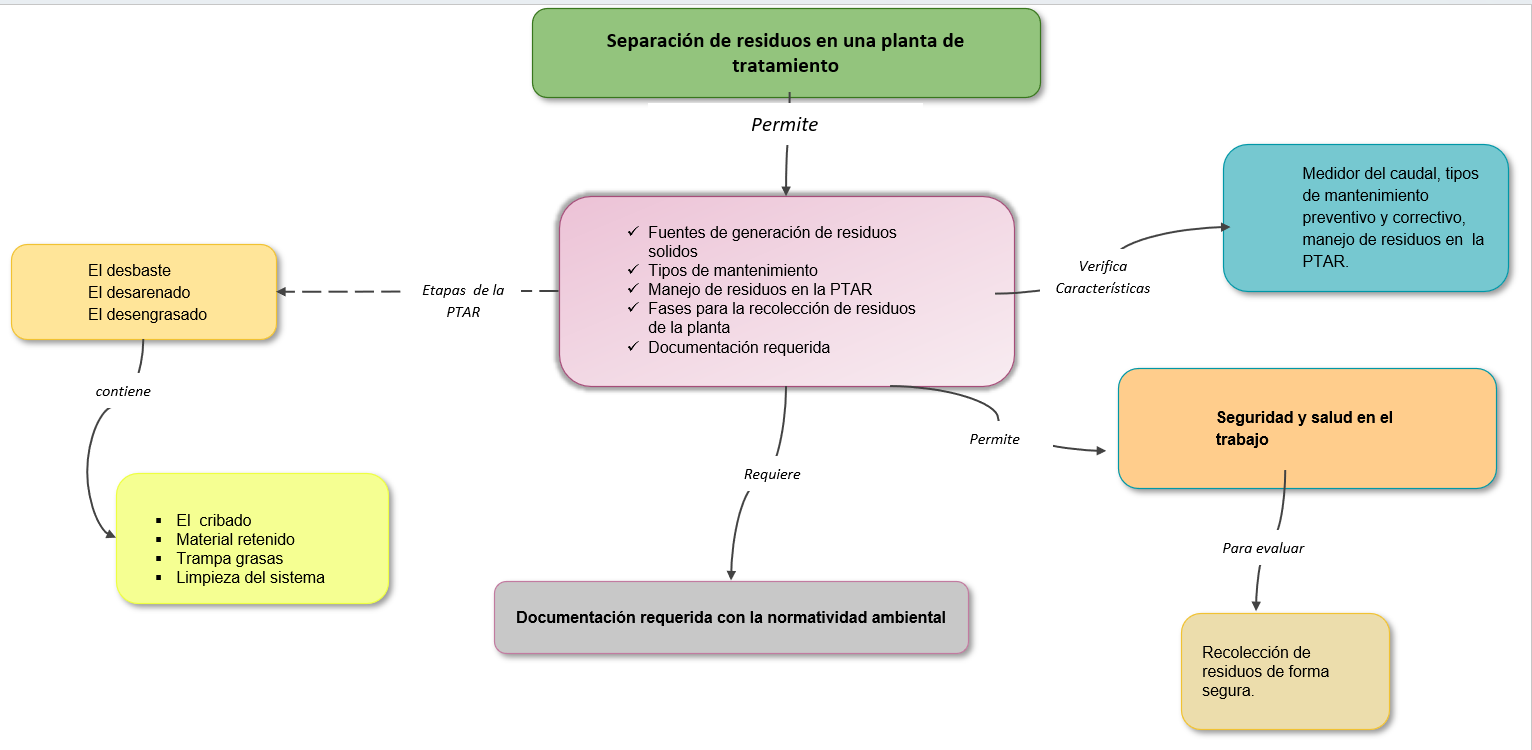 Separación de residuos en una planta de
tratamiento
Permite
Fuentes de generación de residuos
solidos
Tipos de mantenimiento
Manejo de residuos en la PTAR
Fases para la recolección de residuos
de la planta
Documentación requerida
Verifica
Características
Medidor del caudal, tipos
de mantenimiento
preventivo y correctivo,
manejo de residuos en la
PTAR.
Etapas de la
PTAR
El desbaste
El desarenado
El desengrasado
contiene
El cribado
Material retenido
Trampa grasas
Limpieza del sistema
Requiere
Documentación requerida con la normatividad ambiental
Permite
Seguridad y salud en el
trabajo
Para evaluar
Recolección de
residuos de forma
segura.